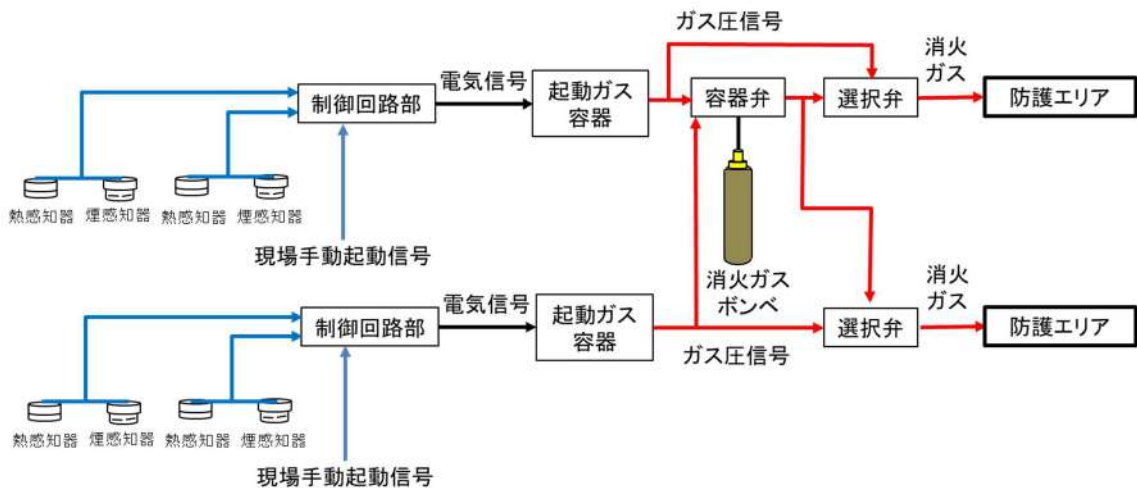 ガス圧信号
消火
ガス
電気信号
制御回路部
起動ガス
容器
容器弁
選択弁
防護エリア
熱感知器
煙感知器
熱感知器
煙感知器
現場手動起動信号
消火ガス
ボンベ
電気信号
消火
ガス
制御回路部
起動ガス
容器
選択弁
防護エリア
ガス圧信号
熱感知器
煙感知器
熱感知器
煙感知器
現場手動起動信号